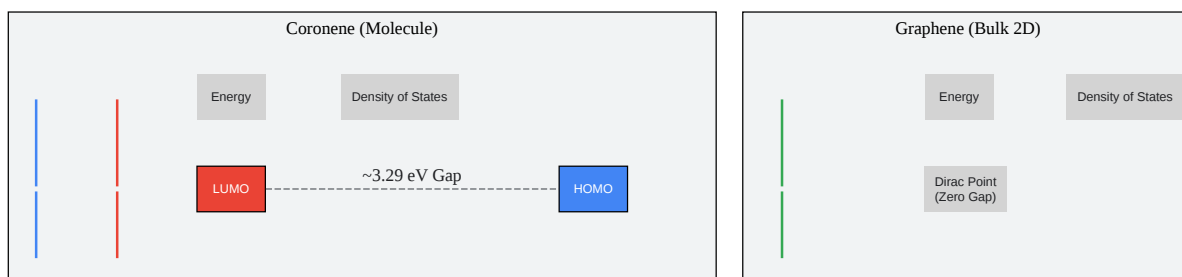 Coronene (Molecule)
Energy
Density of States
LUMO
~3.29 eV Gap
HOMO
Graphene (Bulk 2D)
Energy
Density of States
Dirac Point
(Zero Gap)